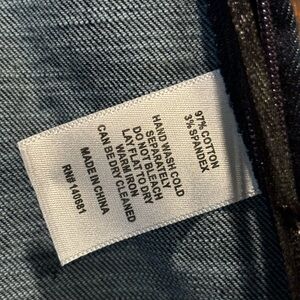 97% COTTON
3% SPANDEX
HAND WASH COLD
SEPARATELY
DO NOT BLEACH
LAY FLAT TO DRY
WARM IRON
CAN BE DRY CLEANED
MADE IN CHINA
RN# 140681